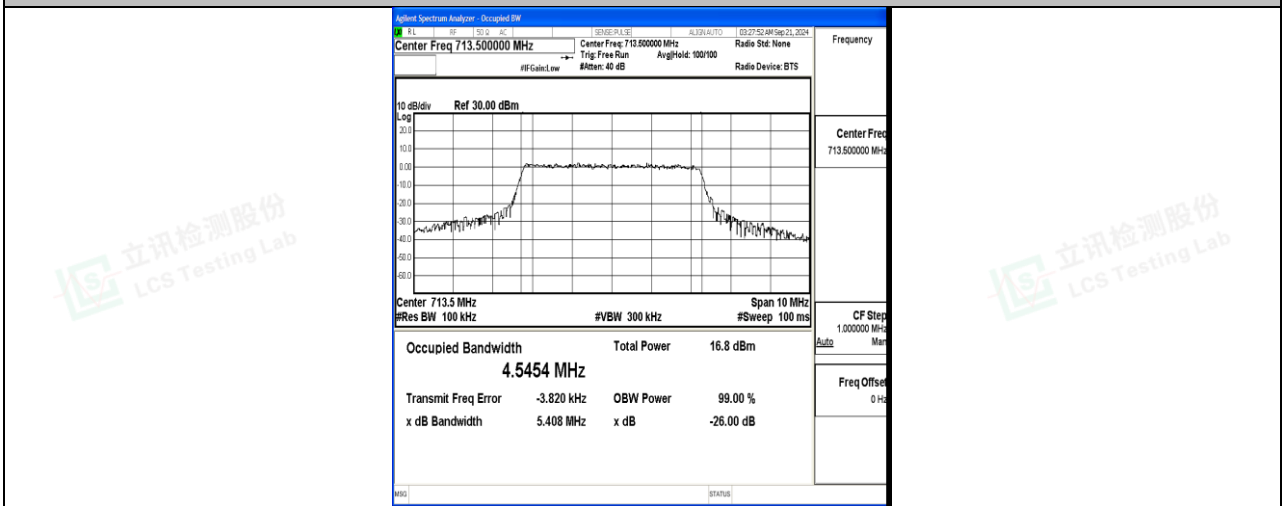 Agilent Spectrum Analyzer - Occupied BW
RL RF 50 Ω AC SENSE:PULSE ALIGN AUTO 03:27:52 AM Sep 21, 2024
Center Freq 713.500000 MHz
Center Freq: 713.500000 MHz
Radio Std: None
Trig: Free Run Avg|Hold: 100/100
#IFGain:Low
#Atten: 40 dB
Radio Device: BTS
10 dB/div Ref 30.00 dBm
Log
20.0
10.0
0.00
-10.0
-20.0
-30.0
-40.0
-50.0
-60.0
Center 713.5 MHz
Span 10 MHz
#Res BW 100 kHz
#VBW 300 kHz
#Sweep 100 ms
Occupied Bandwidth
4.5454 MHz
Total Power 16.8 dBm
Transmit Freq Error -3.820 kHz
OBW Power 99.00 %
x dB Bandwidth 5.408 MHz
x dB -26.00 dB
MSG
STATUS
Frequency
Center Freq
713.500000 MHz
CF Step
1.000000 MHz
Auto Man
Freq Offset
0 Hz
立讯检测股份
LCS Testing Lab
立讯检测股份
LCS Testing Lab